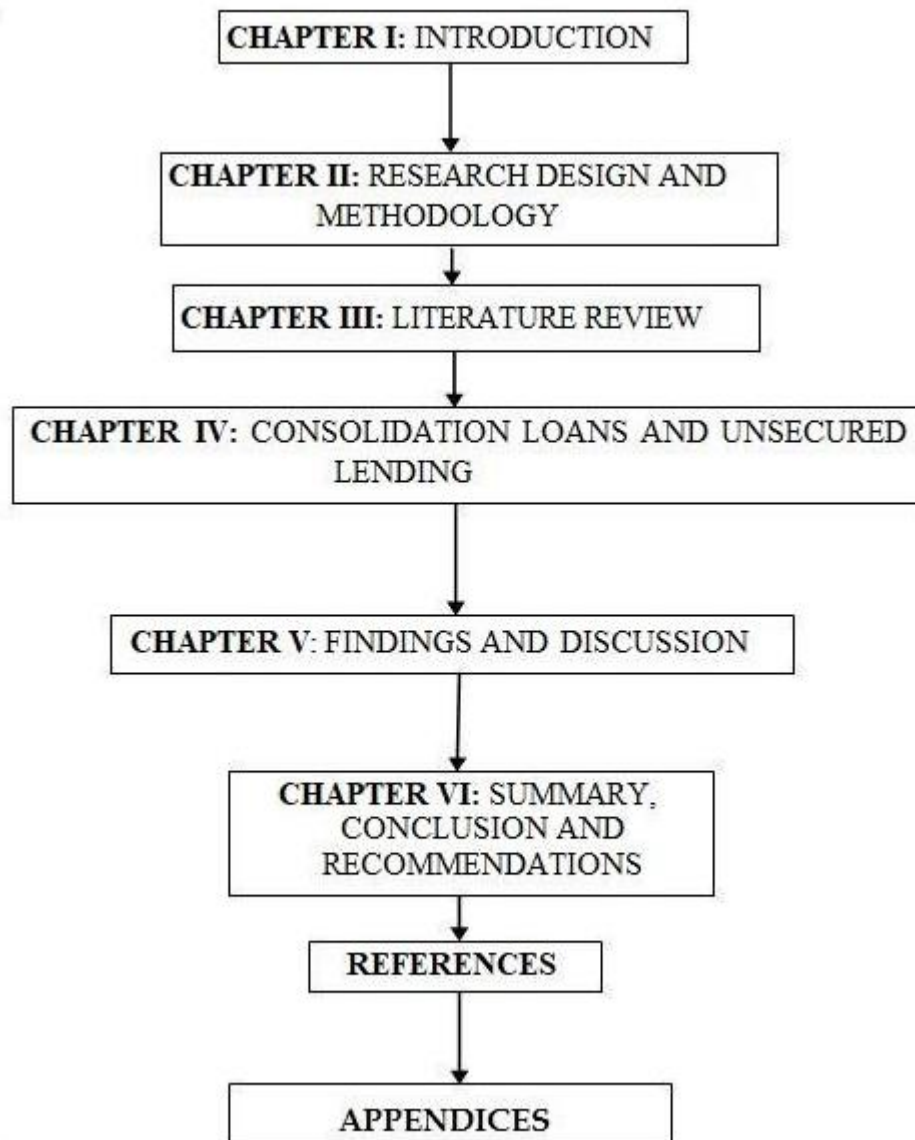 CHAPTER I: INTRODUCTION
CHAPTER II: RESEARCH DESIGN AND
METHODOLOGY
CHAPTER III: LITERATURE REVIEW
CHAPTER IV: CONSOLIDATION LOANS AND UNSECURED
LENDING
CHAPTER V: FINDINGS AND DISCUSSION
CHAPTER VI: SUMMARY,
CONCLUSION AND
RECOMMENDATIONS
REFERENCES
APPENDICES